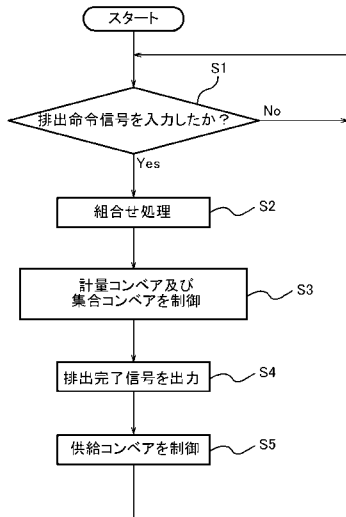 スタート
S1
排出命令信号を入力したか？
No
Yes
組合せ処理
S2
計量コンベア及び
集合コンベアを制御
S3
排出完了信号を出力
S4
供給コンベアを制御
S5